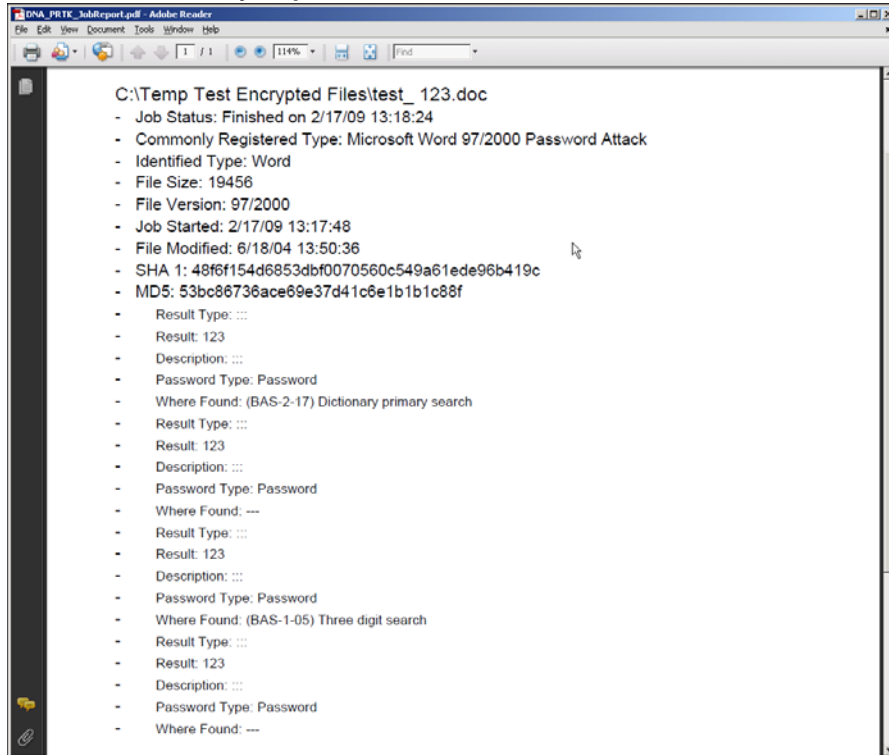 DNA_PRTK_JobReport.pdf - Adobe Reader
File Edit View Document Tools Window Help
1 / 1 114% Find
C:\Temp Test Encrypted Files\test_ 123.doc
- Job Status: Finished on 2/17/09 13:18:24
- Commonly Registered Type: Microsoft Word 97/2000 Password Attack
- Identified Type: Word
- File Size: 19456
- File Version: 97/2000
- Job Started: 2/17/09 13:17:48
- File Modified: 6/18/04 13:50:36
- SHA 1: 48f6f154d6853dbf0070560c549a61ede96b419c
- MD5: 53bc86736ace69e37d41c6e1b1b1c88f
- Result Type: :::
- Result: 123
- Description: :::
- Password Type: Password
- Where Found: (BAS-2-17) Dictionary primary search
- Result Type: :::
- Result: 123
- Description: :::
- Password Type: Password
- Where Found: ---
- Result Type: :::
- Result: 123
- Description: :::
- Password Type: Password
- Where Found: (BAS-1-05) Three digit search
- Result Type: :::
- Result: 123
- Description: :::
- Password Type: Password
- Where Found: ---